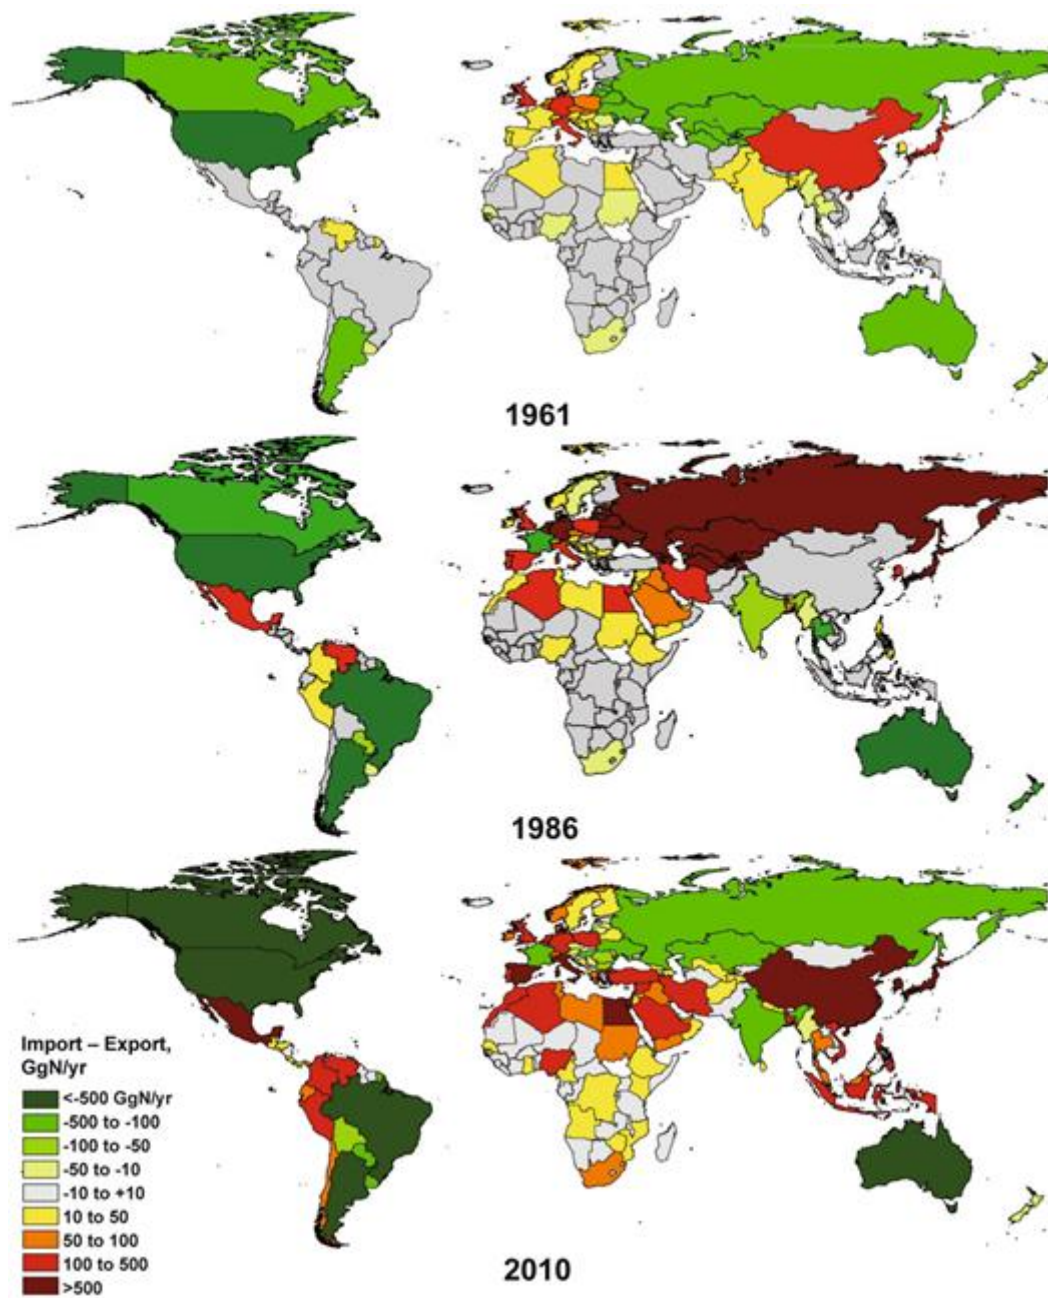 1961
1986
Import – Export,
GgN/yr
<-500 GgN/yr
-500 to -100
-100 to -50
-50 to -10
-10 to +10
10 to 50
50 to 100
100 to 500
>500
2010